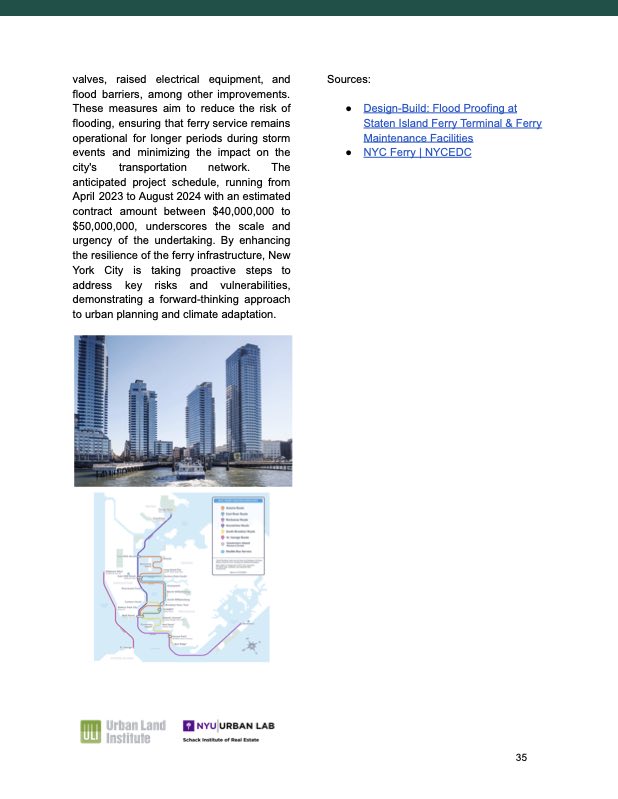 valves, raised electrical equipment, and
flood barriers, among other improvements.
These measures aim to reduce the risk of
flooding, ensuring that ferry service remains
operational for longer periods during storm
events and minimizing the impact on the
city's transportation network. The
anticipated project schedule, running from
April 2023 to August 2024 with an estimated
contract amount between $40,000,000 to
$50,000,000, underscores the scale and
urgency of the undertaking. By enhancing
the resilience of the ferry infrastructure, New
York City is taking proactive steps to
address key risks and vulnerabilities,
demonstrating a forward-thinking approach
to urban planning and climate adaptation.
Sources:
● Design-Build: Flood Proofing at
Staten Island Ferry Terminal & Ferry
Maintenance Facilities
● NYC Ferry | NYCEDC
ULI Urban Land
Institute
NYU URBAN LAB
Schack Institute of Real Estate
35